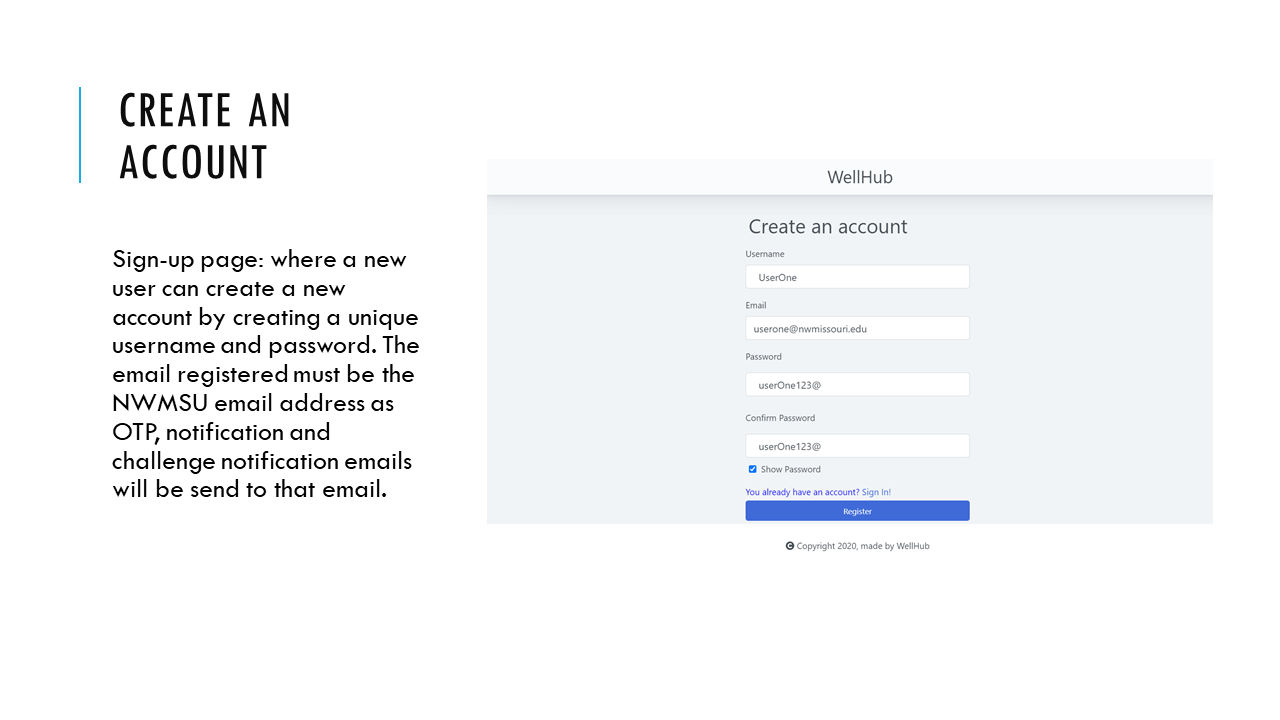 CREATE AN
ACCOUNT
Sign-up page: where a new
user can create a new
account by creating a unique
username and password. The
email registered must be the
NWMSU email address as
OTP, notification and
challenge notification emails
will be send to that email.
WellHub
Create an account
Username
UserOne
Email
userone@nwmissouri.edu
Password
userOne123@
Confirm Password
userOne123@
Show Password
You already have an account? Sign In!
Register
© Copyright 2020, made by WellHub